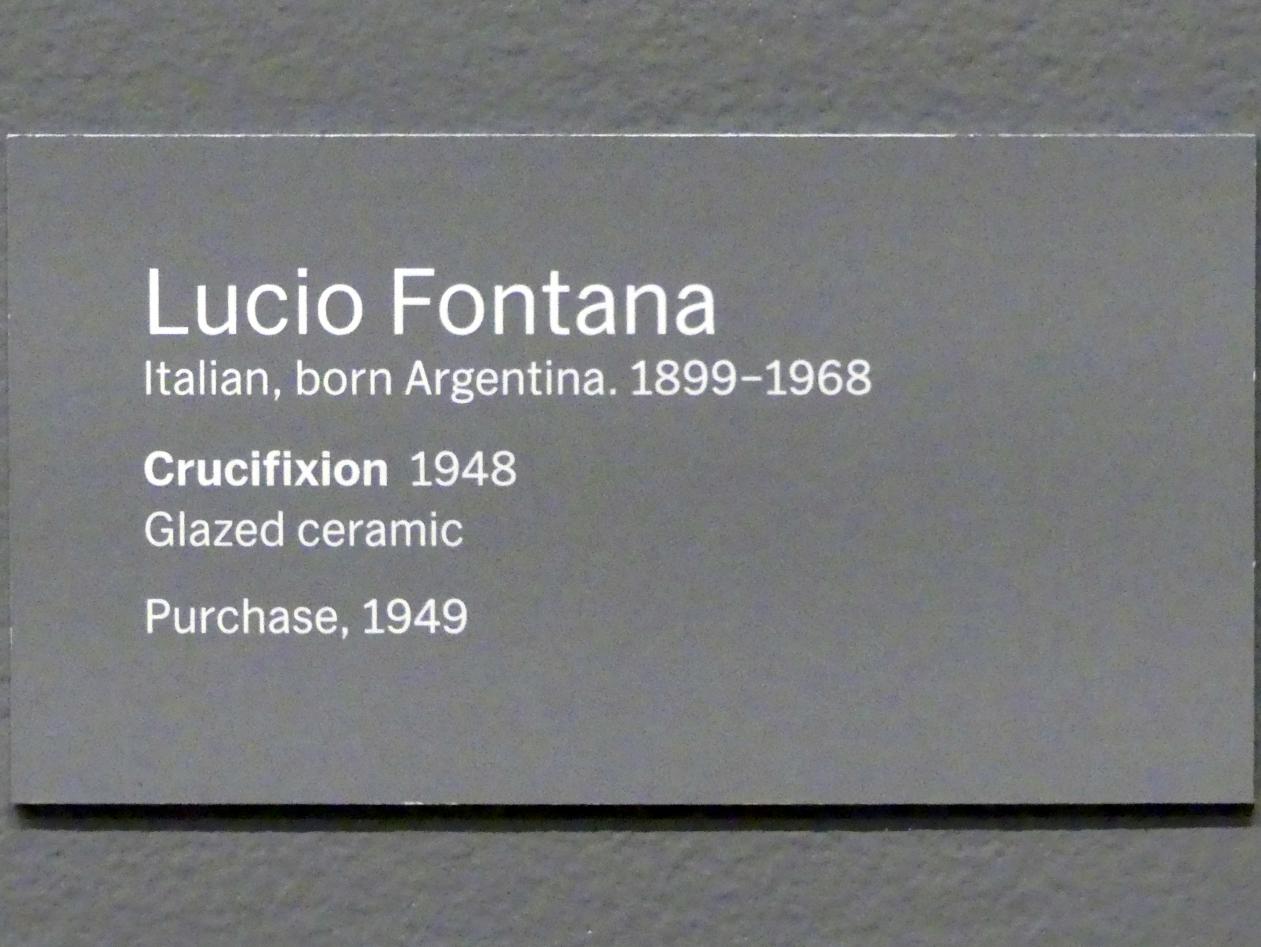 Lucio Fontana
Italian, born Argentina. 1899–1968
Crucifixion 1948
Glazed ceramic
Purchase, 1949